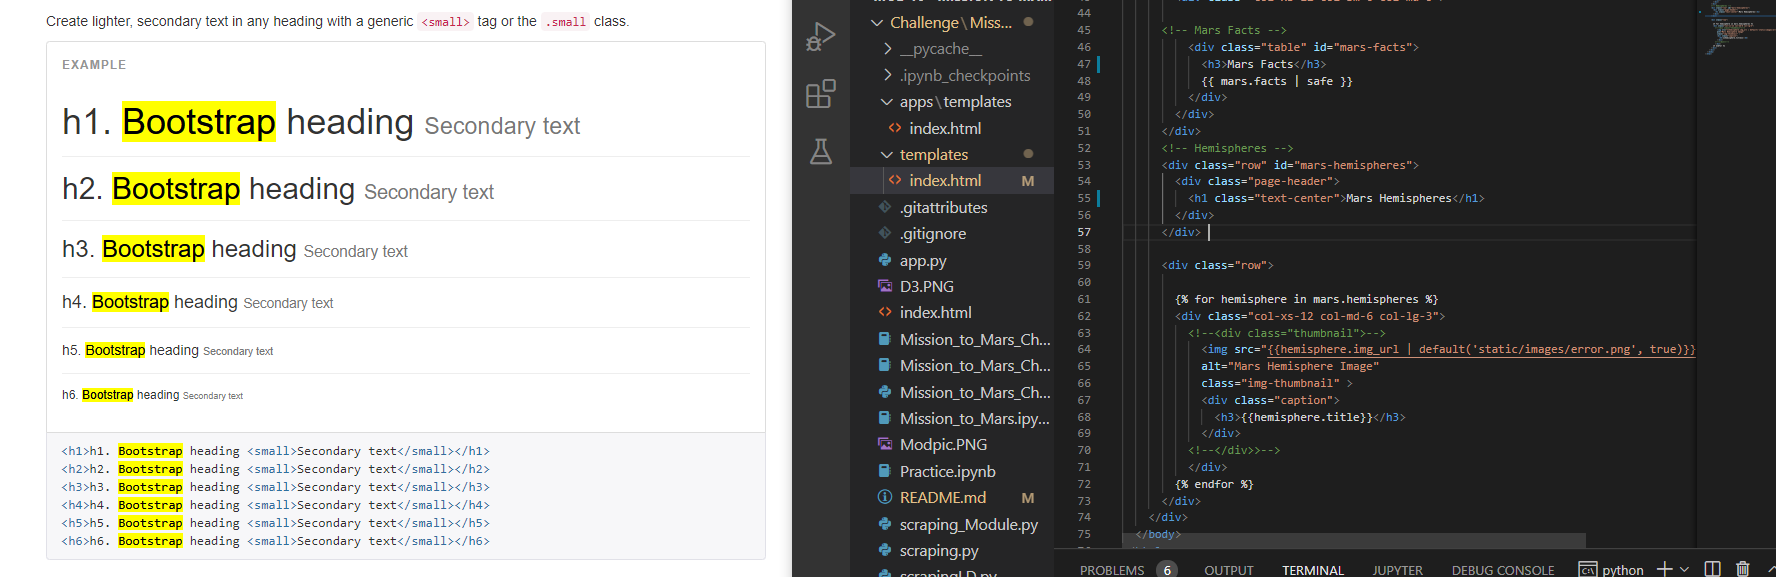 Create lighter, secondary text in any heading with a generic <small> tag or the .small class.
EXAMPLE
h1. Bootstrap heading Secondary text
h2. Bootstrap heading Secondary text
h3. Bootstrap heading Secondary text
h4. Bootstrap heading Secondary text
h5. Bootstrap heading Secondary text
h6. Bootstrap heading Secondary text
<h1>h1. Bootstrap heading <small>Secondary text</small></h1>
<h2>h2. Bootstrap heading <small>Secondary text</small></h2>
<h3>h3. Bootstrap heading <small>Secondary text</small></h3>
<h4>h4. Bootstrap heading <small>Secondary text</small></h4>
<h5>h5. Bootstrap heading <small>Secondary text</small></h5>
<h6>h6. Bootstrap heading <small>Secondary text</small></h6>
Challenge\Miss...
__pycache__
.ipynb_checkpoints
apps\templates
<> index.html
templates
<> index.html M
.gitattributes
.gitignore
app.py
D3.PNG
<> index.html
Mission_to_Mars_Ch...
Mission_to_Mars_Ch...
Mission_to_Mars_Ch...
Mission_to_Mars.ipy...
Modpic.PNG
Practice.ipynb
README.md M
scraping_Module.py
scraping.py
44
45 <!-- Mars Facts -->
46 <div class="table" id="mars-facts">
47 <h3>Mars Facts</h3>
48 {{ mars.facts | safe }}
49 </div>
50 </div>
51 </div>
52 <!-- Hemispheres -->
53 <div class="row" id="mars-hemispheres">
54 <div class="page-header">
55 <h1 class="text-center">Mars Hemispheres</h1>
56 </div>
57 </div>
58
59 <div class="row">
60
61 {% for hemisphere in mars.hemispheres %}
62 <div class="col-xs-12 col-md-6 col-lg-3">
63 <!--<div class="thumbnail">-->
64 <img src="{{hemisphere.img_url | default('static/images/error.png', true)}}
65 alt="Mars Hemisphere Image"
66 class="img-thumbnail" >
67 <div class="caption">
68 <h3>{{hemisphere.title}}</h3>
69 </div>
70 <!--</div>>-->
71 </div>
72 {% endfor %}
73 </div>
74 </div>
75 </body>
PROBLEMS 6 OUTPUT TERMINAL JUPYTER DEBUG CONSOLE python